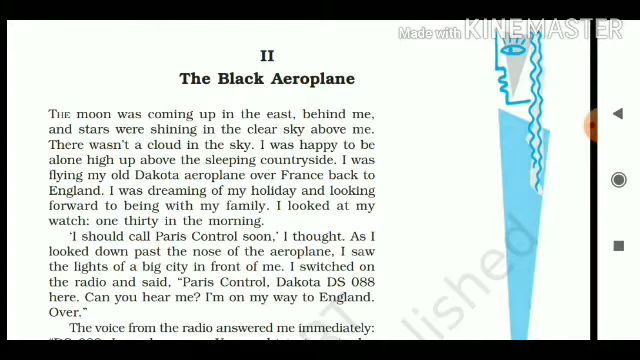 Made with KINEMASTER
II
The Black Aeroplane
THE moon was coming up in the east, behind me,
and stars were shining in the clear sky above me.
There wasn't a cloud in the sky. I was happy to be
alone high up above the sleeping countryside. I was
flying my old Dakota aeroplane over France back to
England. I was dreaming of my holiday and looking
forward to being with my family. I looked at my
watch: one thirty in the morning.
'I should call Paris Control soon,' I thought. As I
looked down past the nose of the aeroplane, I saw
the lights of a big city in front of me. I switched on
the radio and said, “Paris Control, Dakota DS 088
here. Can you hear me? I'm on my way to England.
Over.”
The voice from the radio answered me immediately: